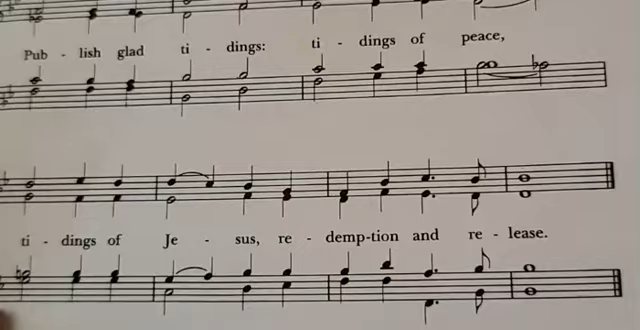 Pub - lish glad ti - dings: ti - dings of peace,
ti - dings of Je - sus, re - demp-tion and re - lease.